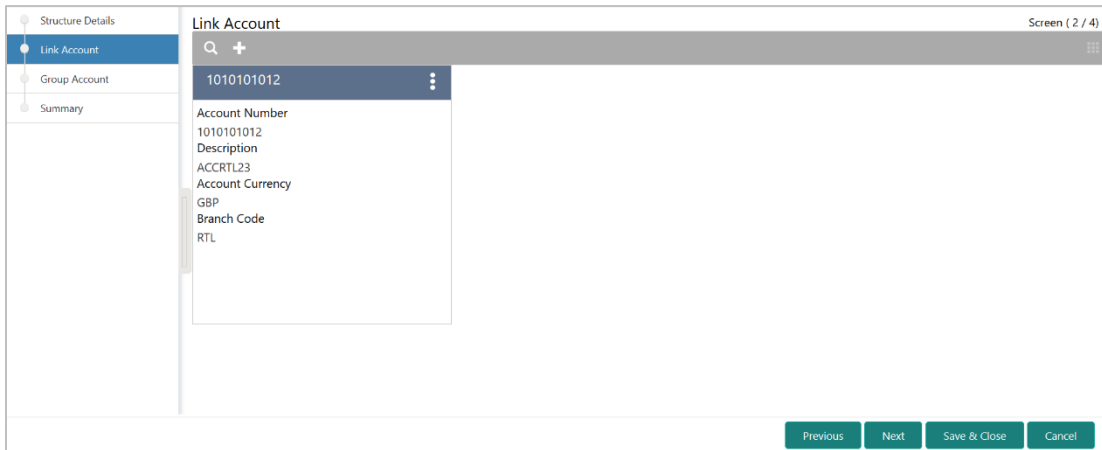 Structure Details
Link Account
Group Account
Summary
Link Account
Screen ( 2 / 4)
1010101012
Account Number
1010101012
Description
ACCRTL23
Account Currency
GBP
Branch Code
RTL
Previous
Next
Save & Close
Cancel